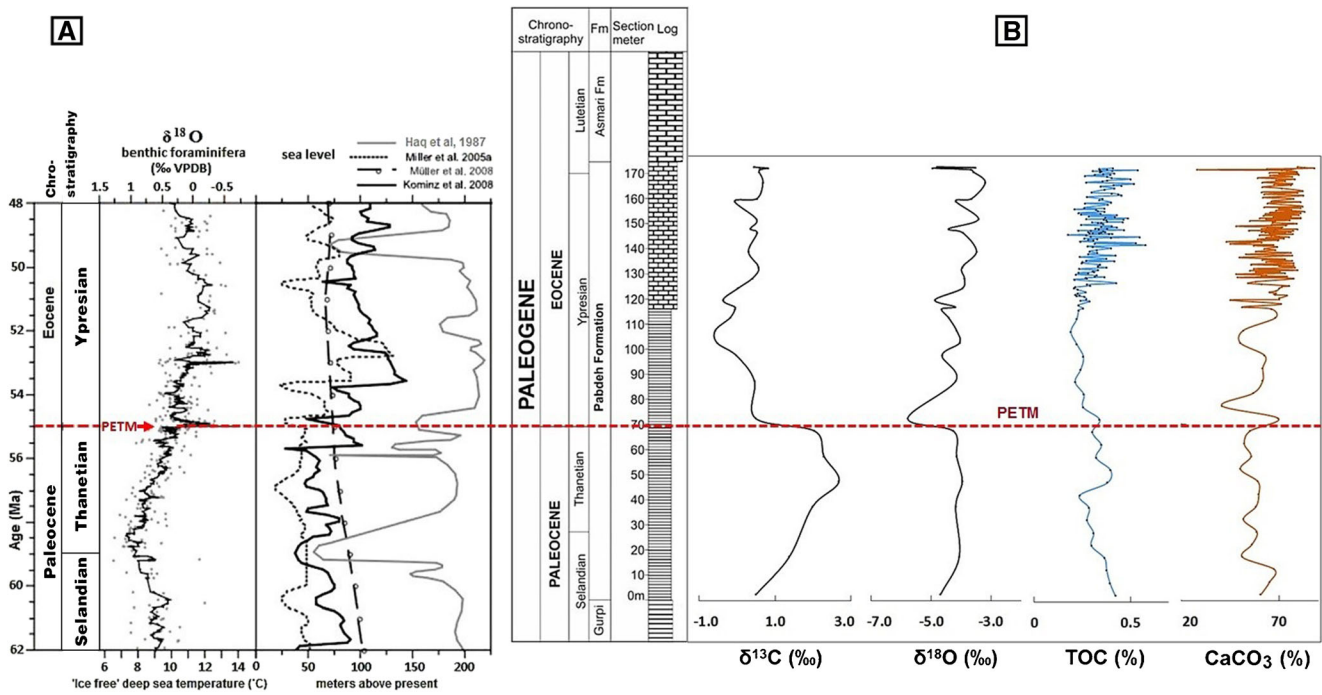 A
B
δ¹⁸O
benthic foraminifera
(‰ VPDB)
1.5 1 0.5 0 -0.5
Chro-
stratigraphy
sea level
Haq et al, 1987
Miller et al. 2005a
Müller et al. 2008
Kominz et al. 2008
48
50
52
54
56
58
60
62
Age (Ma)
Eocene
Paleocene
Ypresian
Thanetian
Selandian
PETM
6 8 10 12 14 0 50 100 150 200
'Ice free' deep sea temperature (˚C)
meters above present
Chrono-
stratigraphy
Fm
Section
meter
Log
PALEOGENE
EOCENE
PALEOCENE
Lutetian
Ypresian
Thanetian
Selandian
Asmari Fm
Pabdeh Formation
Gurpi
170
160
150
140
130
120
110
100
90
80
70
60
50
40
30
20
10
0m
PETM
-1.0 1.0 3.0
-7.0 -5.0 -3.0
0 0.5
20 70
δ¹³C (‰)
δ¹⁸O (‰)
TOC (%)
CaCO₃ (%)